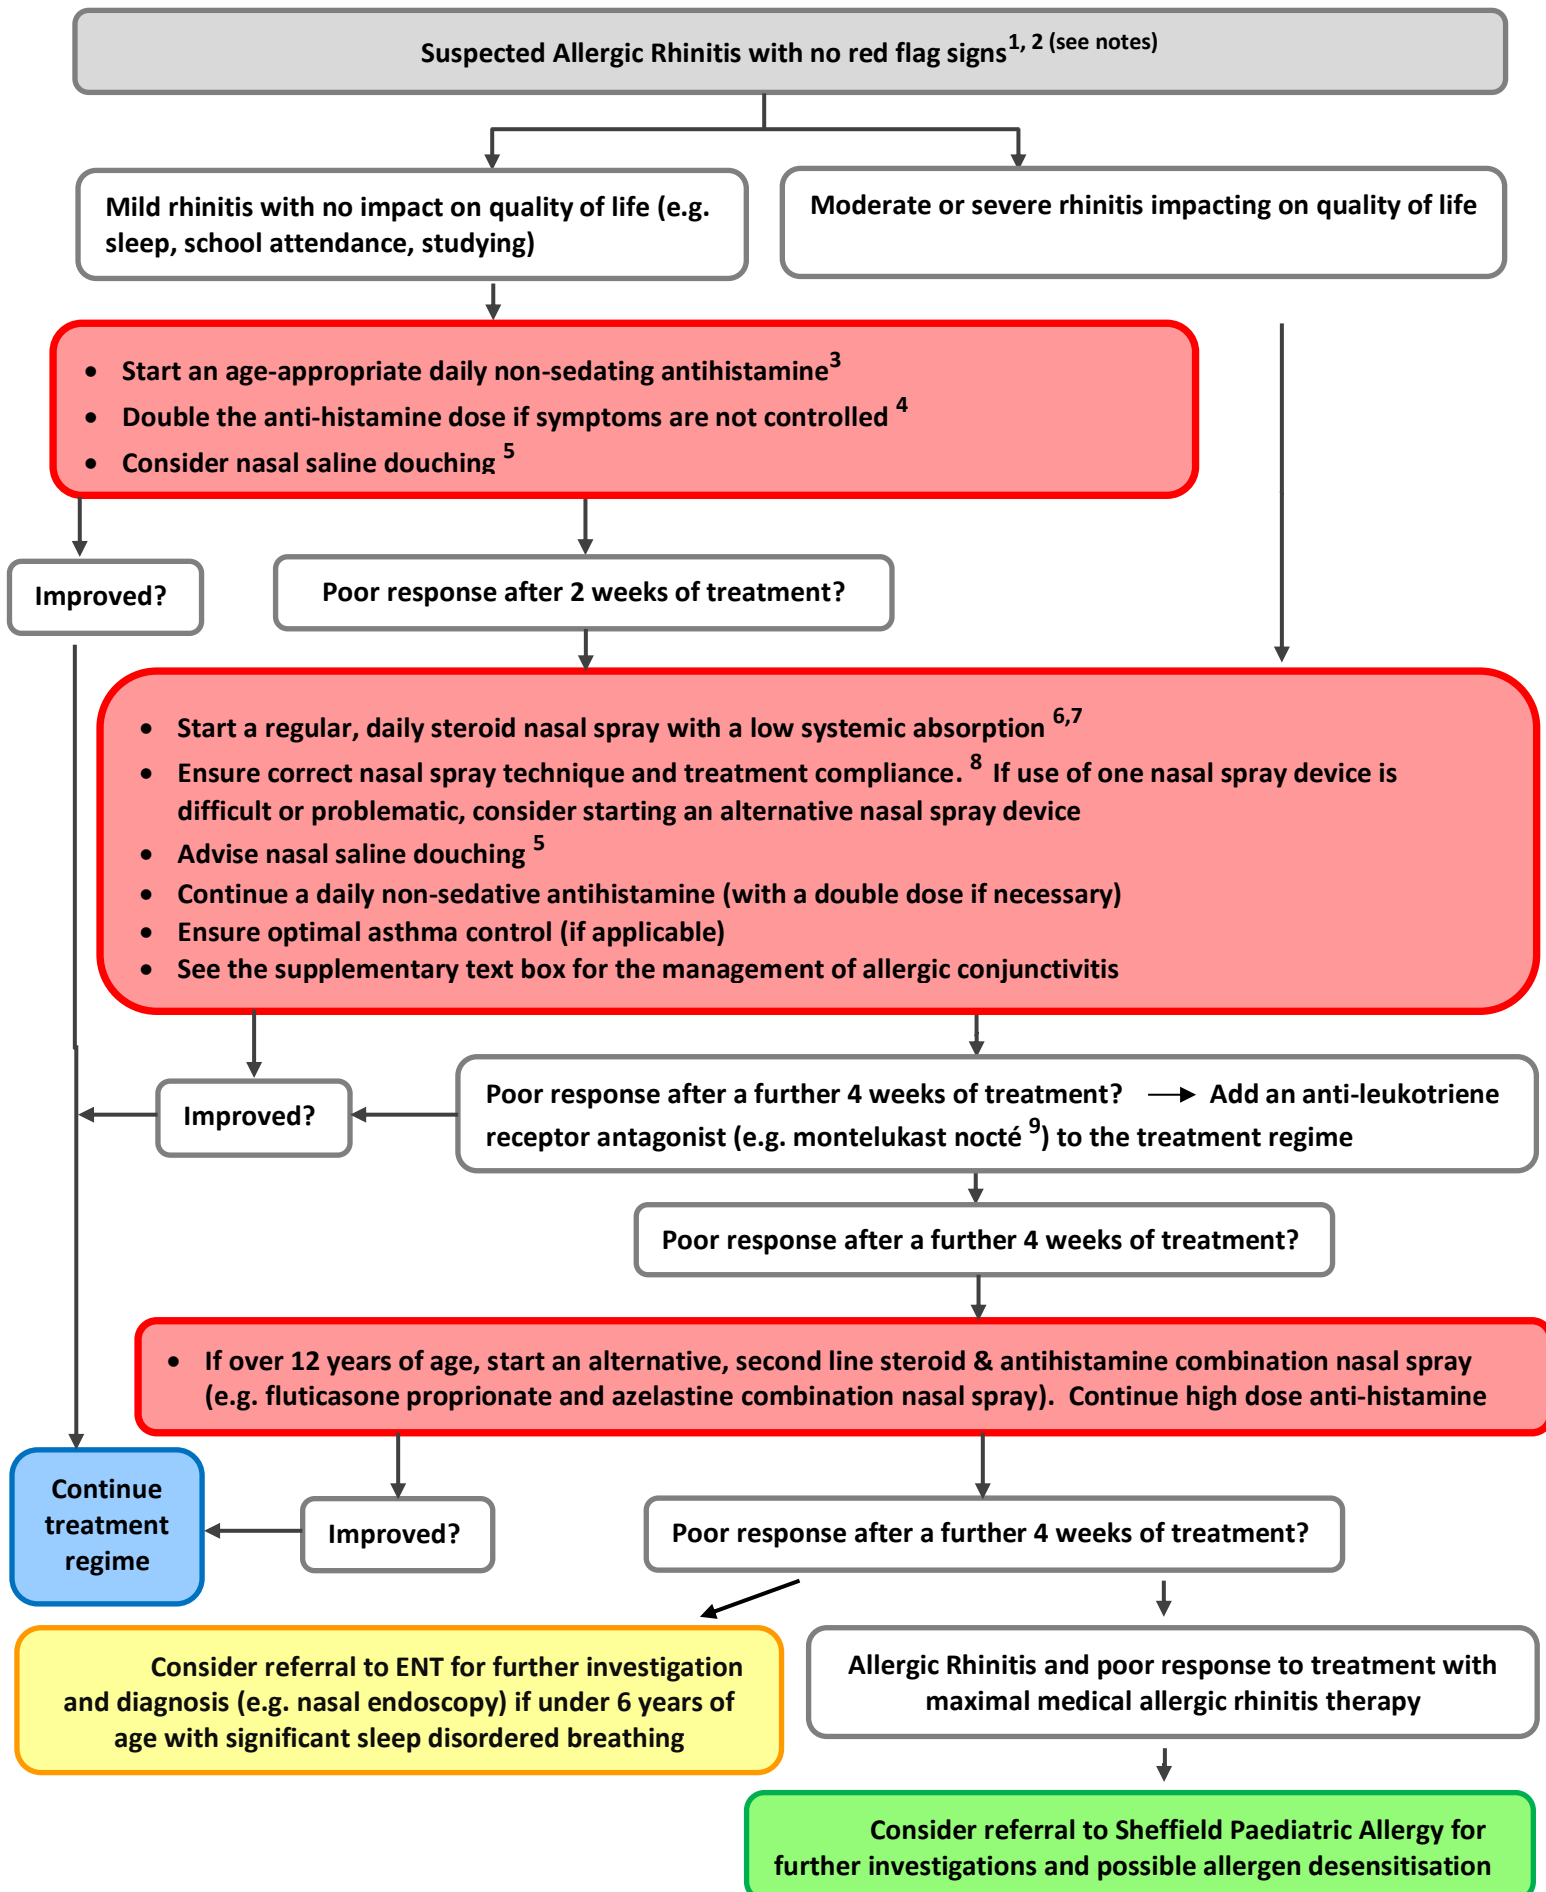 Suspected Allergic Rhinitis with no red flag signs1, 2 (see notes)
Mild rhinitis with no impact on quality of life (e.g.
sleep, school attendance, studying)
Moderate or severe rhinitis impacting on quality of life
• Start an age-appropriate daily non-sedating antihistamine3
• Double the anti-histamine dose if symptoms are not controlled 4
• Consider nasal saline douching 5
Improved?
Poor response after 2 weeks of treatment?
• Start a regular, daily steroid nasal spray with a low systemic absorption 6,7
• Ensure correct nasal spray technique and treatment compliance. 8 If use of one nasal spray device is
difficult or problematic, consider starting an alternative nasal spray device
• Advise nasal saline douching 5
• Continue a daily non-sedative antihistamine (with a double dose if necessary)
• Ensure optimal asthma control (if applicable)
• See the supplementary text box for the management of allergic conjunctivitis
Improved?
Poor response after a further 4 weeks of treatment? → Add an anti-leukotriene
receptor antagonist (e.g. montelukast nocté 9) to the treatment regime
Poor response after a further 4 weeks of treatment?
• If over 12 years of age, start an alternative, second line steroid & antihistamine combination nasal spray
(e.g. fluticasone proprionate and azelastine combination nasal spray). Continue high dose anti-histamine
Continue
treatment
regime
Improved?
Poor response after a further 4 weeks of treatment?
Consider referral to ENT for further investigation
and diagnosis (e.g. nasal endoscopy) if under 6 years of
age with significant sleep disordered breathing
Allergic Rhinitis and poor response to treatment with
maximal medical allergic rhinitis therapy
Consider referral to Sheffield Paediatric Allergy for
further investigations and possible allergen desensitisation